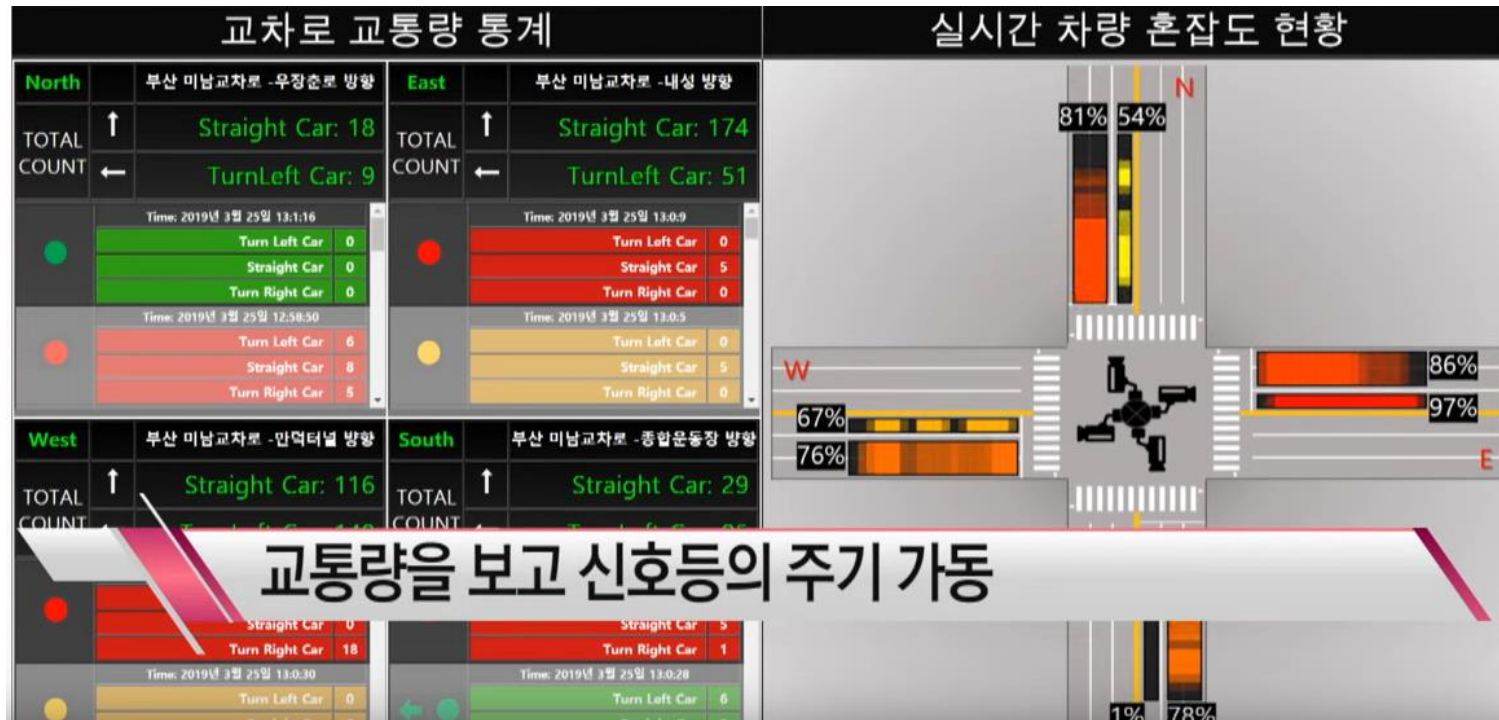 교차로 교통량 통계
실시간 차량 혼잡도 현황
North
부산 미남교차로 -우장춘로 방향
TOTAL COUNT
Straight Car: 18
TurnLeft Car: 9
Time: 2019년 3월 25일 13:1:16
Turn Left Car 0
Straight Car 0
Turn Right Car 0
Time: 2019년 3월 25일 12:58:50
Turn Left Car 6
Straight Car 8
Turn Right Car 5
East
부산 미남교차로 -내성 방향
TOTAL COUNT
Straight Car: 174
TurnLeft Car: 51
Time: 2019년 3월 25일 13:0:9
Turn Left Car 0
Straight Car 5
Turn Right Car 0
Time: 2019년 3월 25일 13:0:5
Turn Left Car 0
Straight Car 5
Turn Right Car 0
West
부산 미남교차로 -만덕터널 방향
TOTAL COUNT
Straight Car: 116
Straight Car 0
Turn Right Car 18
Time: 2019년 3월 25일 13:0:30
Turn Left Car 0
South
부산 미남교차로 -종합운동장 방향
TOTAL COUNT
Straight Car: 29
Straight Car 5
Turn Right Car 1
Time: 2019년 3월 25일 13:0:28
Turn Left Car 6
N
81% 54%
W
86%
67%
97%
76%
E
1% 78%
교통량을 보고 신호등의 주기 가동